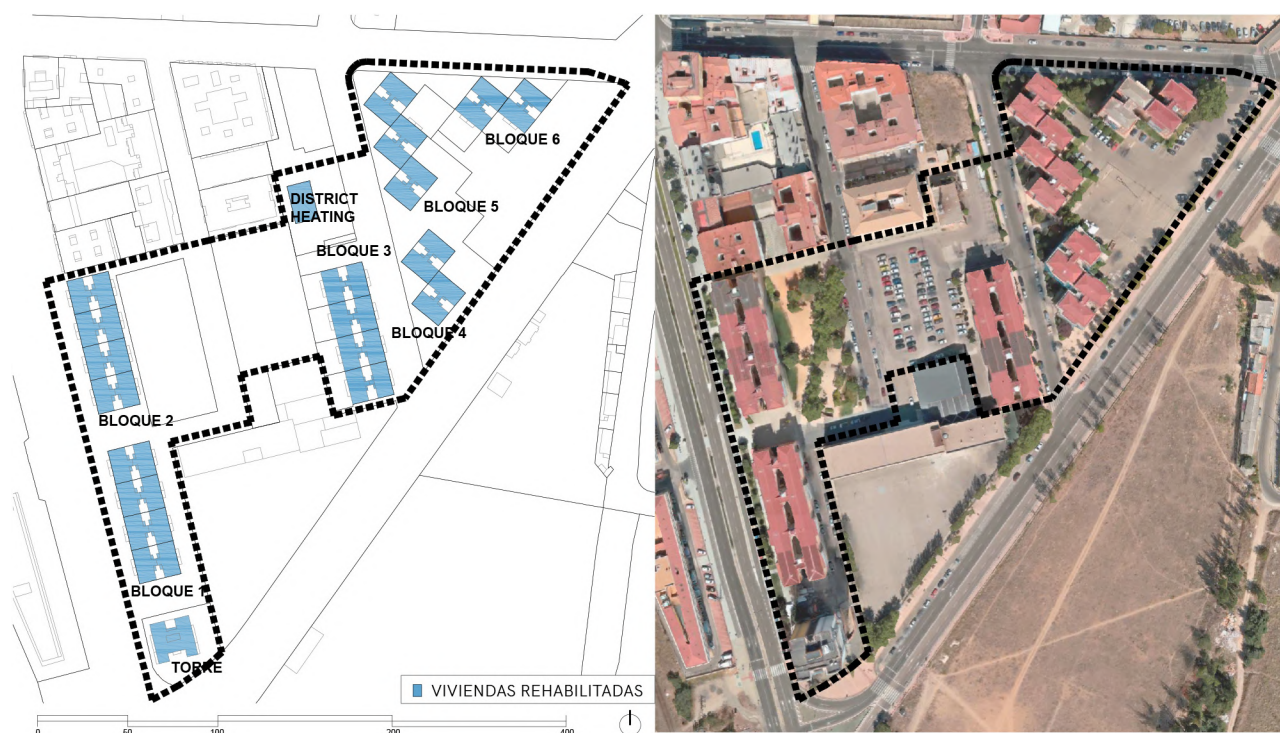 BLOQUE 6
DISTRICT
HEATING
BLOQUE 5
BLOQUE 3
BLOQUE 4
BLOQUE 2
BLOQUE 1
TORRE
VIVIENDAS REHABILITADAS
0 50 100 200 400